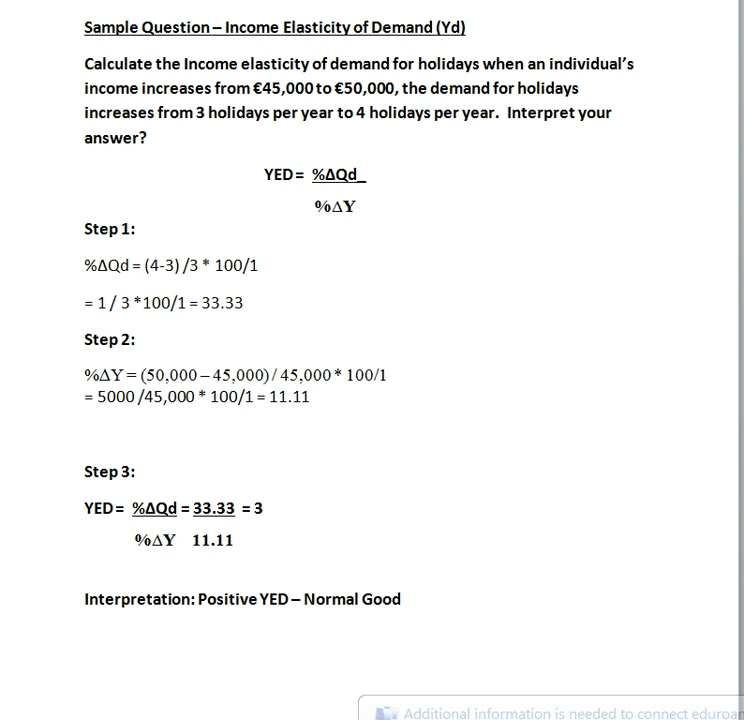 Sample Question – Income Elasticity of Demand (Yd)
Calculate the Income elasticity of demand for holidays when an individual's
income increases from €45,000 to €50,000, the demand for holidays
increases from 3 holidays per year to 4 holidays per year.  Interpret your
answer?
YED = %ΔQd_
%ΔY
Step 1:
%ΔQd = (4-3) /3 * 100/1
= 1 / 3 *100/1 = 33.33
Step 2:
%ΔY = (50,000 – 45,000) / 45,000 * 100/1
= 5000 /45,000 * 100/1 = 11.11
Step 3:
YED = %ΔQd = 33.33 = 3
%ΔY 11.11
Interpretation: Positive YED – Normal Good
Additional information is needed to connect